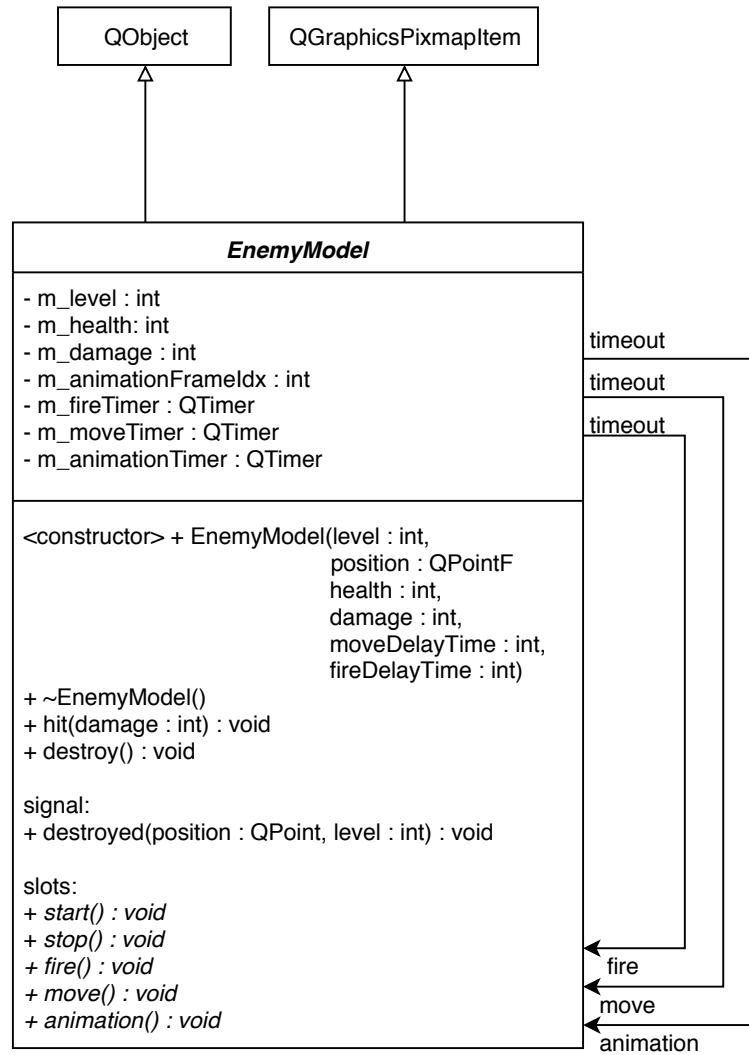 QObject
QGraphicsPixmapItem
EnemyModel
- m_level : int
- m_health: int
- m_damage : int
- m_animationFrameIdx : int
- m_fireTimer : QTimer
- m_moveTimer : QTimer
- m_animationTimer : QTimer
timeout
timeout
timeout
<constructor> + EnemyModel(level : int,
position : QPointF
health : int,
damage : int,
moveDelayTime : int,
fireDelayTime : int)
+ ~EnemyModel()
+ hit(damage : int) : void
+ destroy() : void
signal:
+ destroyed(position : QPoint, level : int) : void
slots:
+ start() : void
+ stop() : void
+ fire() : void
+ move() : void
+ animation() : void
fire
move
animation